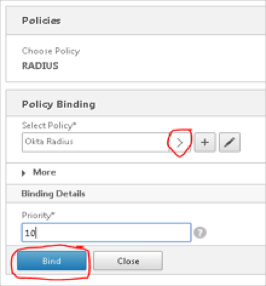 Policies
Choose Policy
RADIUS
Policy Binding
Select Policy*
Okta Radius
More
Binding Details
Priority*
10
Bind
Close